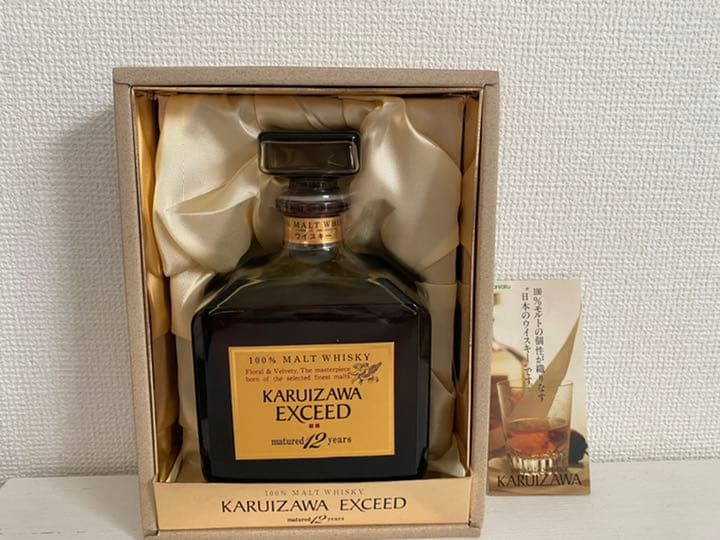 100% MALT WHISKY
ウイスキー
100% MALT WHISKY
Floral & Velvety. The masterpiece
born of the selected finest malts.
KARUIZAWA
EXCEED
matured 12 years
100% MALT WHISKY
KARUIZAWA EXCEED
matured 12 years
100%モルトの個性が織りなす
"日本のウイスキー"です。
KARUIZAWA